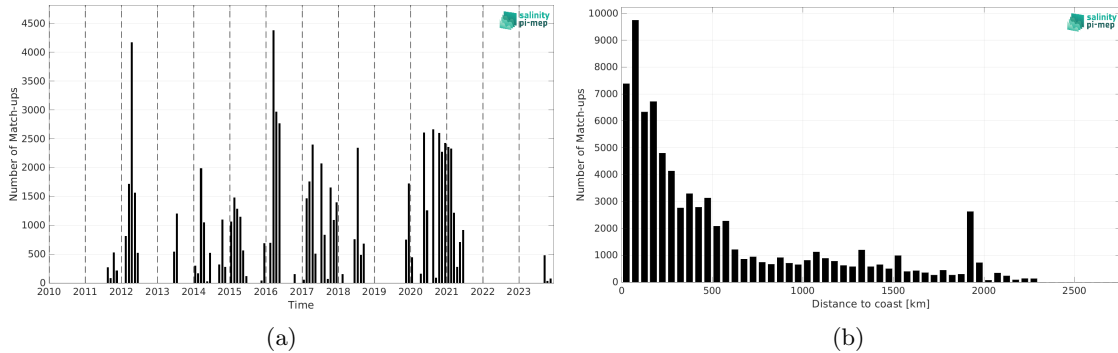 4500
4000
3500
3000
2500
2000
1500
1000
500
0
Number of Match-ups
2010 2011 2012 2013 2014 2015 2016 2017 2018 2019 2020 2021 2022 2023
Time
salinity
pi-mep
(a)
10000
9000
8000
7000
6000
5000
4000
3000
2000
1000
0
Number of Match-ups
0 500 1000 1500 2000 2500
Distance to coast [km]
salinity
pi-mep
(b)